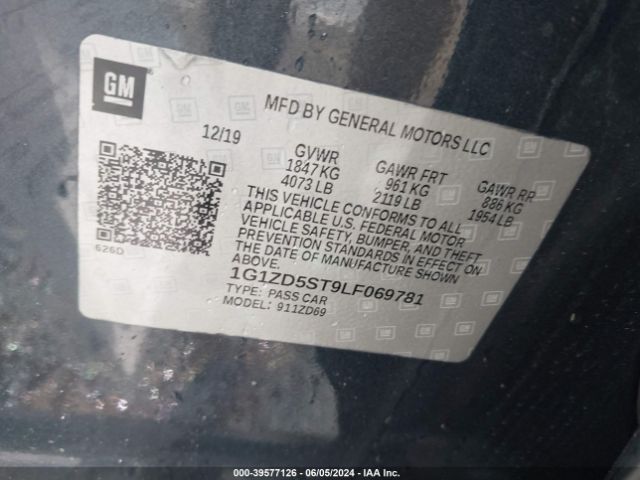 GM
MFD BY GENERAL MOTORS LLC
12/19
GVWR
1847 KG
4073 LB
GAWR FRT
961 KG
2119 LB
GAWR RR
886 KG
1954 LB
THIS VEHICLE CONFORMS TO ALL
APPLICABLE U.S. FEDERAL MOTOR
VEHICLE SAFETY, BUMPER, AND THEFT
PREVENTION STANDARDS IN EFFECT ON
THE DATE OF MANUFACTURE SHOWN
ABOVE.
626D
1G1ZD5ST9LF069781
TYPE: PASS CAR
MODEL: 911ZD69
000-39577126 - 06/05/2024 - IAA Inc.